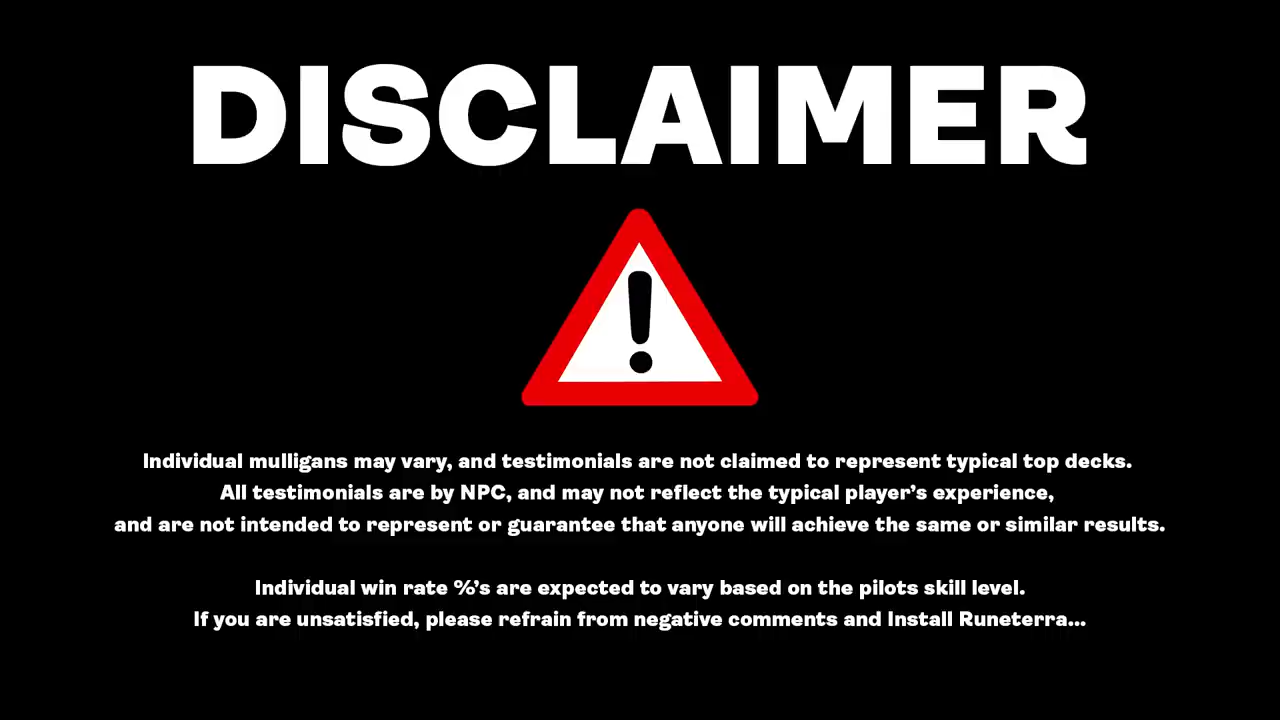 DISCLAIMER
Individual mulligans may vary, and testimonials are not claimed to represent typical top decks.
All testimonials are by NPC, and may not reflect the typical player's experience,
and are not intended to represent or guarantee that anyone will achieve the same or similar results.
Individual win rate %'s are expected to vary based on the pilots skill level.
If you are unsatisfied, please refrain from negative comments and Install Runeterra...